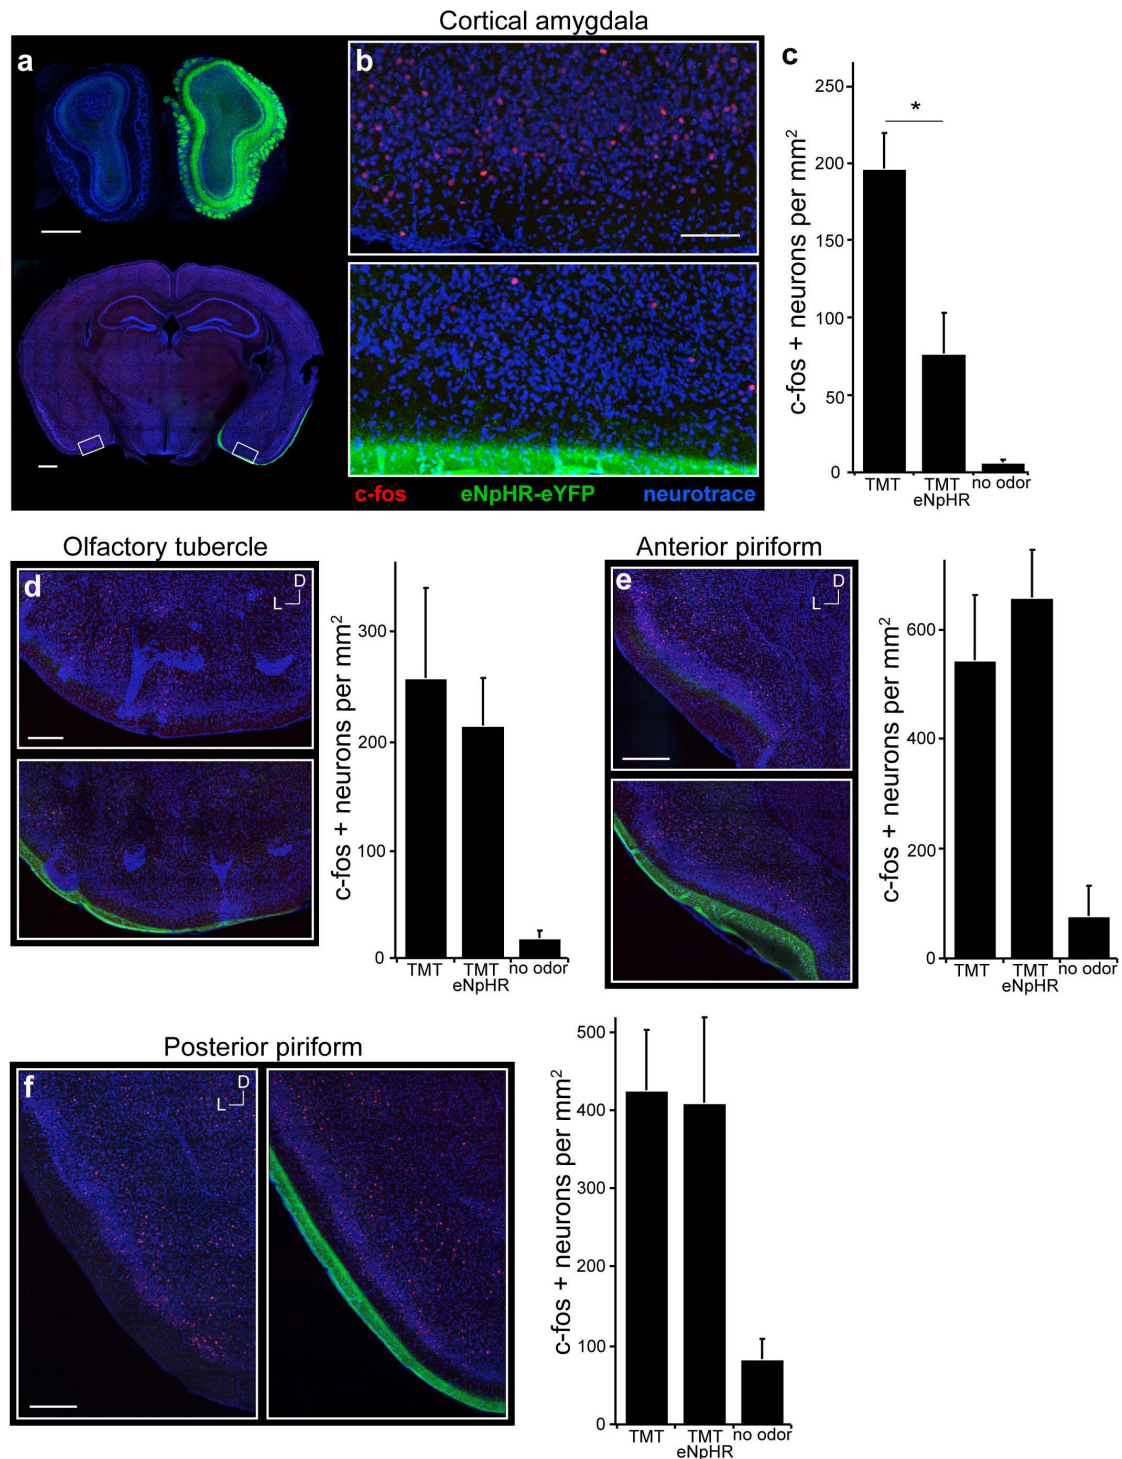 Cortical amygdala
a
b
c
c-fos + neurons per mm²
250
200
150
100
50
0
*
TMT
TMT eNpHR
no odor
c-fos eNpHR-eYFP neurotrace
Olfactory tubercle
d
D
L
c-fos + neurons per mm²
300
200
100
0
TMT
TMT eNpHR
no odor
Anterior piriform
e
D
L
c-fos + neurons per mm²
600
400
200
0
TMT
TMT eNpHR
no odor
Posterior piriform
f
D
L
c-fos + neurons per mm²
500
400
300
200
100
0
TMT
TMT eNpHR
no odor